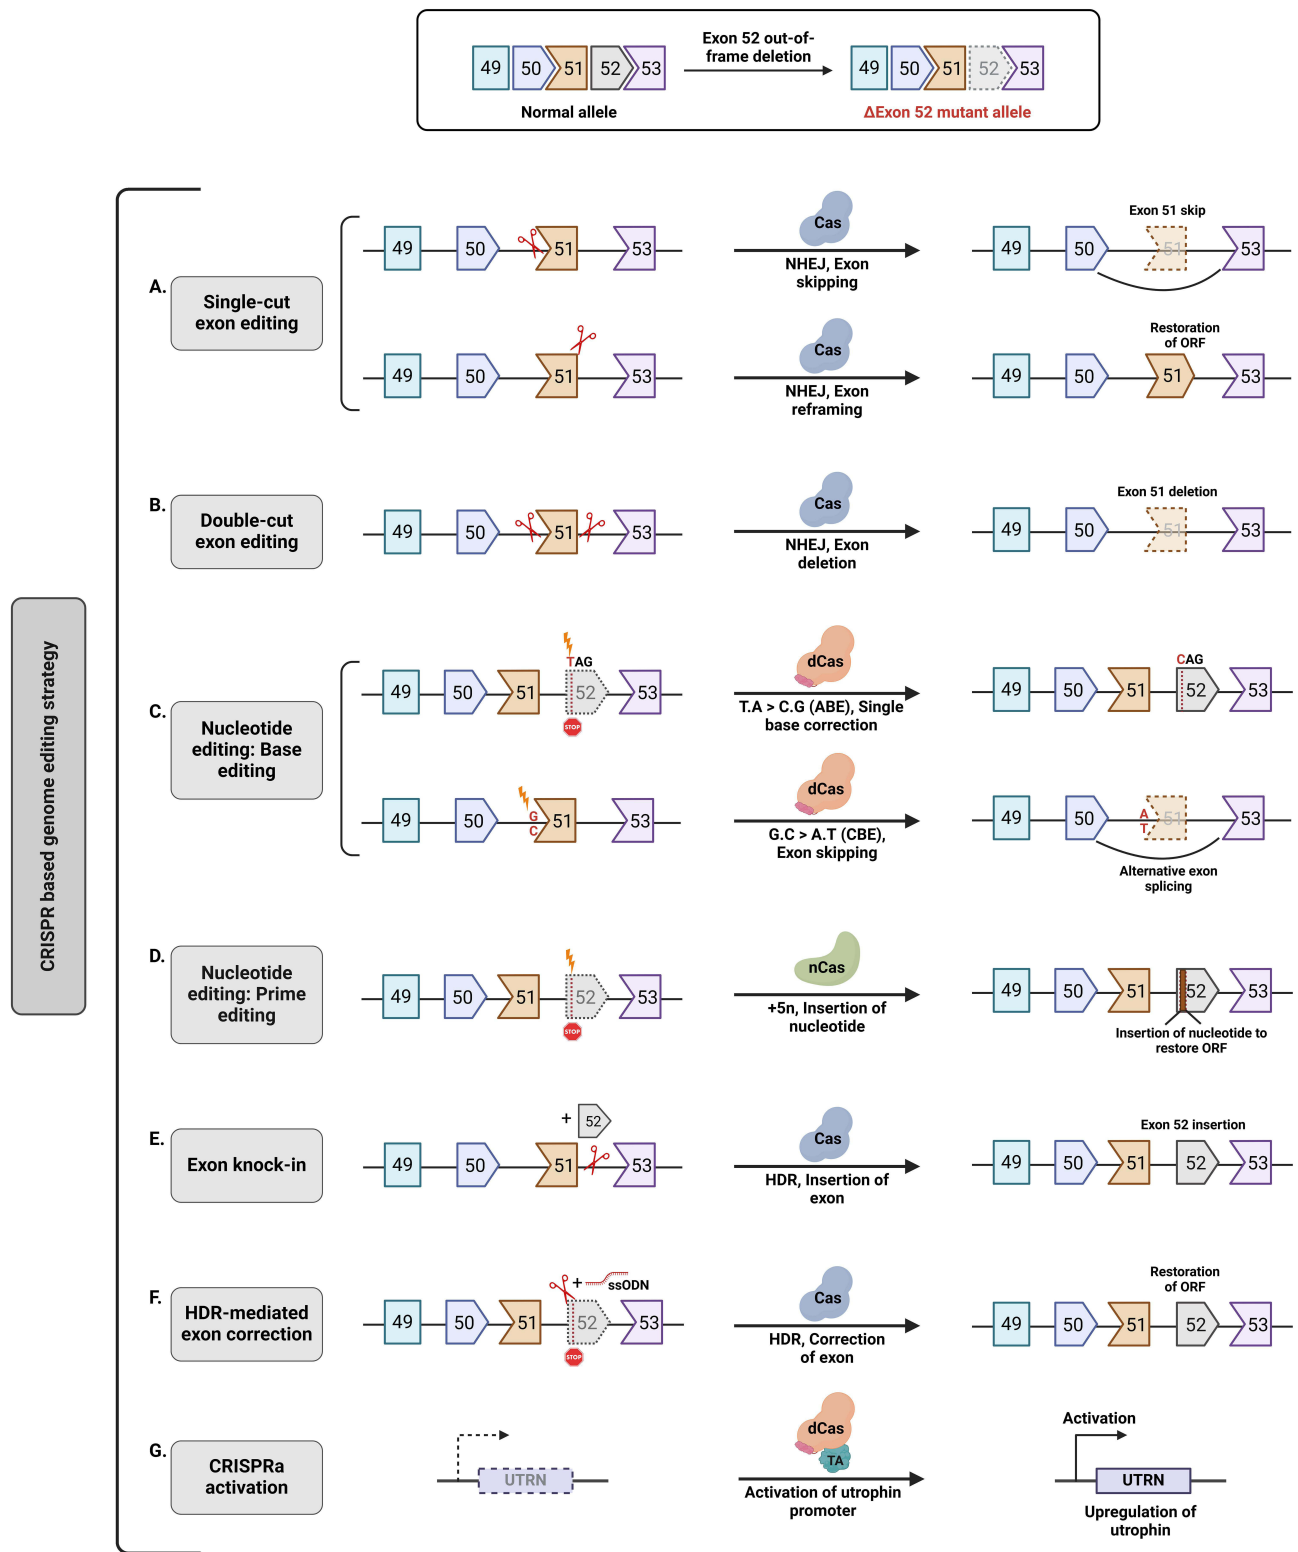 Exon 52 out-of-
frame deletion
49 50 51 52 53
49 50 51 52 53
Normal allele
ΔExon 52 mutant allele
CRISPR based genome editing strategy
A.
Single-cut
exon editing
49 50 51 53
Cas
NHEJ, Exon
skipping
Exon 51 skip
49 50 51 53
49 50 51 53
Cas
NHEJ, Exon
reframing
Restoration
of ORF
49 50 51 53
B.
Double-cut
exon editing
49 50 51 53
Cas
NHEJ, Exon
deletion
Exon 51 deletion
49 50 51 53
C.
Nucleotide
editing: Base
editing
TAG
49 50 51 52 53
STOP
dCas
T.A > C.G (ABE), Single
base correction
CAG
49 50 51 52 53
G
C
49 50 51 53
dCas
G.C > A.T (CBE),
Exon skipping
A
T
49 50 51 53
Alternative exon
splicing
D.
Nucleotide
editing: Prime
editing
49 50 51 52 53
STOP
nCas
+5n, Insertion of
nucleotide
49 50 51 52 53
Insertion of nucleotide to
restore ORF
E.
Exon knock-in
+ 52
49 50 51 53
Cas
HDR, Insertion of
exon
Exon 52 insertion
49 50 51 52 53
F.
HDR-mediated
exon correction
+ ssODN
49 50 51 52 53
STOP
Cas
HDR, Correction
of exon
Restoration
of ORF
49 50 51 52 53
G.
CRISPRa
activation
UTRN
dCas
TA
Activation of utrophin
promoter
Activation
UTRN
Upregulation of
utrophin